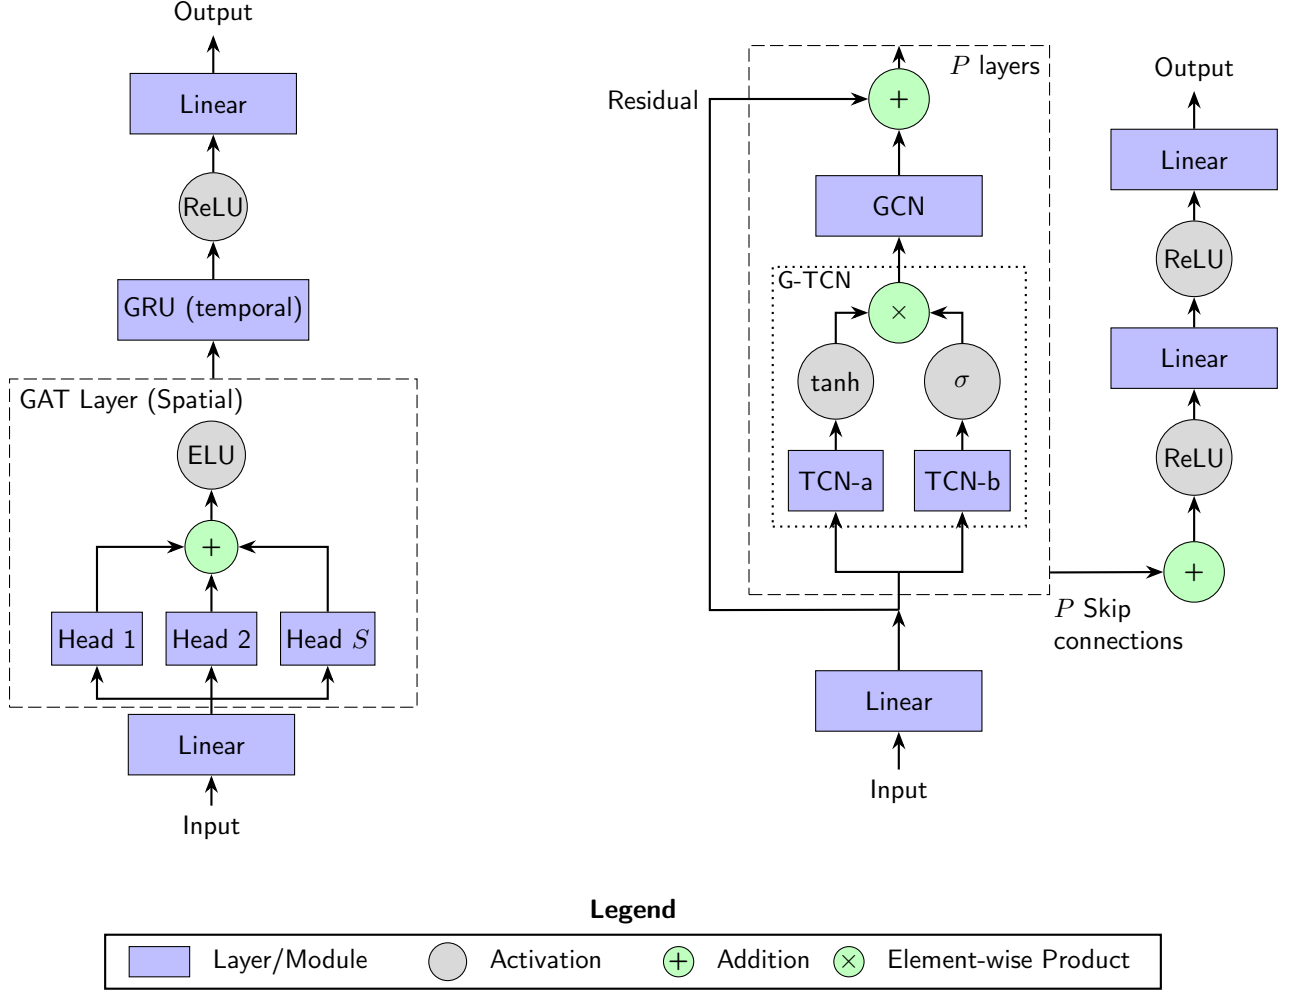 Output
Linear
ReLU
GRU (temporal)
GAT Layer (Spatial)
ELU
+
Head 1
Head 2
Head S
Linear
Input
P layers
Residual
+
GCN
G-TCN
×
tanh
σ
TCN-a
TCN-b
Linear
Input
Output
Linear
ReLU
Linear
ReLU
+
P Skip
connections
Legend
Layer/Module
Activation
+ Addition
× Element-wise Product